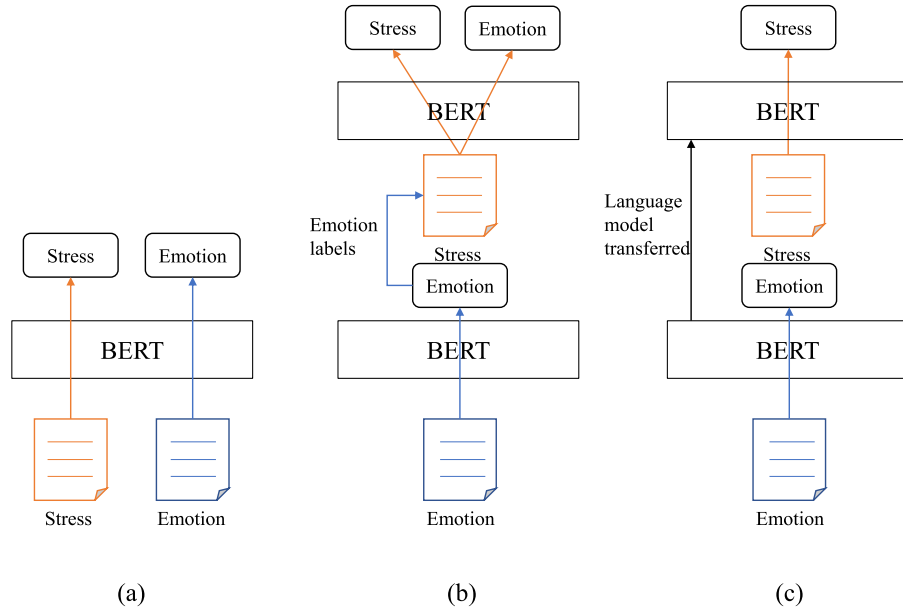 Stress
Emotion
BERT
Stress
Emotion
(a)
Stress
Emotion
BERT
Emotion
labels
Stress
Emotion
BERT
Emotion
(b)
Stress
BERT
Language
model
transferred
Stress
Emotion
BERT
Emotion
(c)